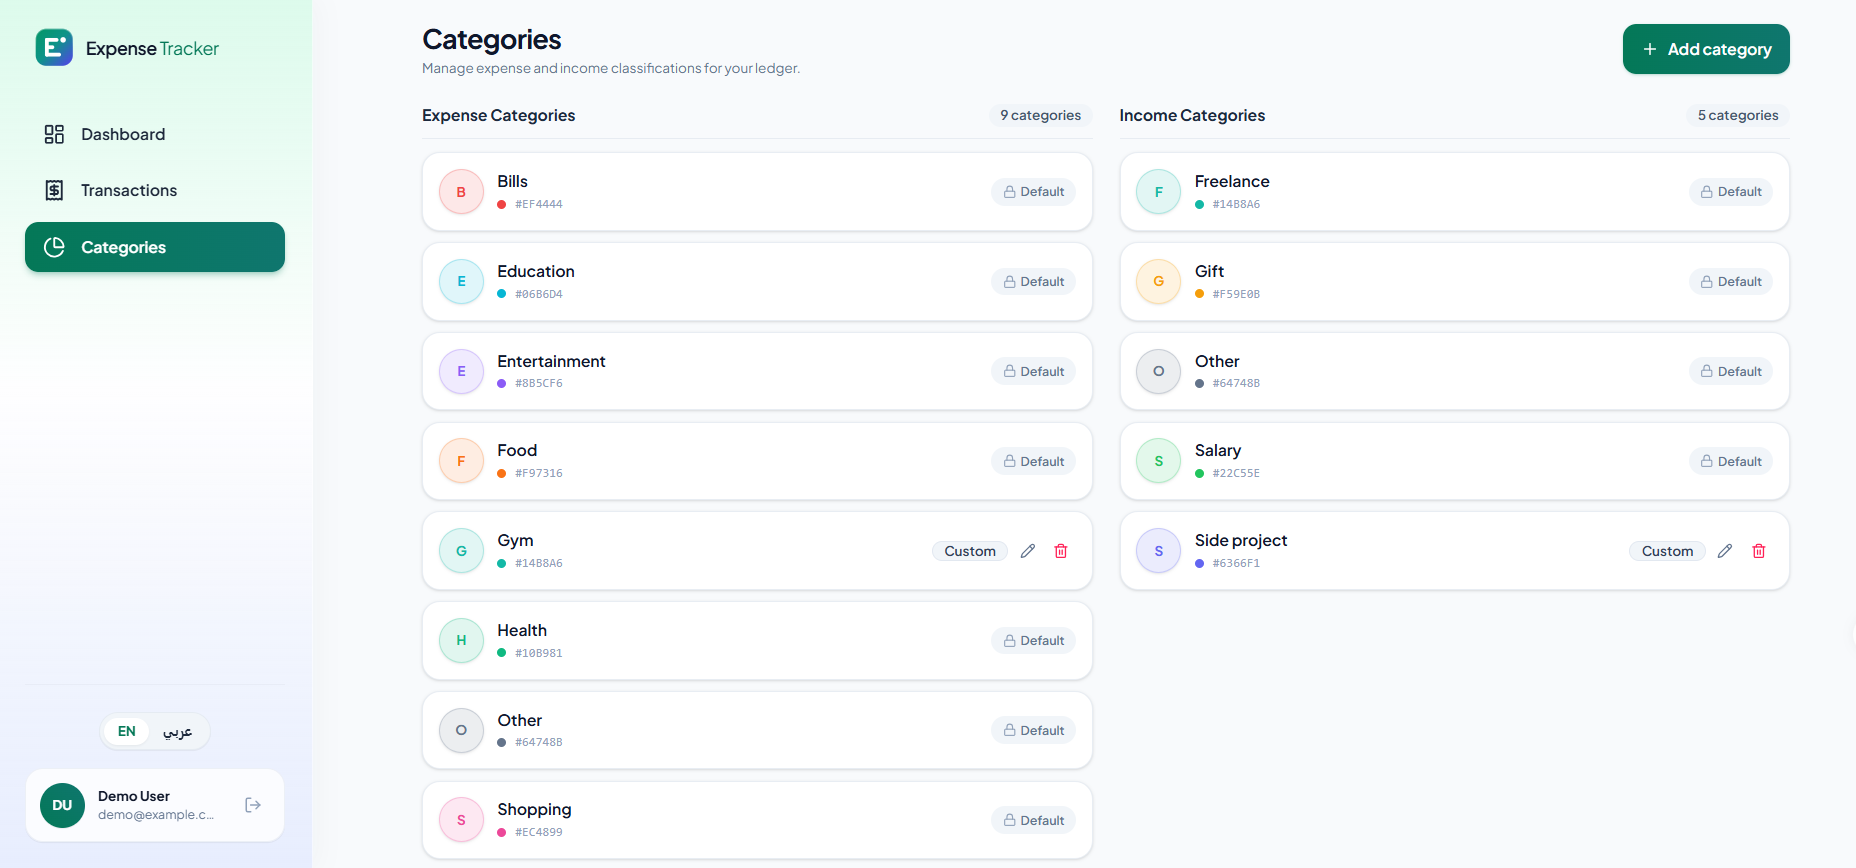 Expense Tracker
Dashboard
Transactions
Categories
EN
عربي
DU
Demo User
demo@example.c...
Categories
Manage expense and income classifications for your ledger.
Add category
Expense Categories
9 categories
B
Bills
#EF4444
Default
E
Education
#06B6D4
Default
E
Entertainment
#8B5CF6
Default
F
Food
#F97316
Default
G
Gym
#14B8A6
Custom
H
Health
#10B981
Default
O
Other
#64748B
Default
S
Shopping
#EC4899
Default
Income Categories
5 categories
F
Freelance
#14B8A6
Default
G
Gift
#F59E0B
Default
O
Other
#64748B
Default
S
Salary
#22C55E
Default
S
Side project
#6366F1
Custom